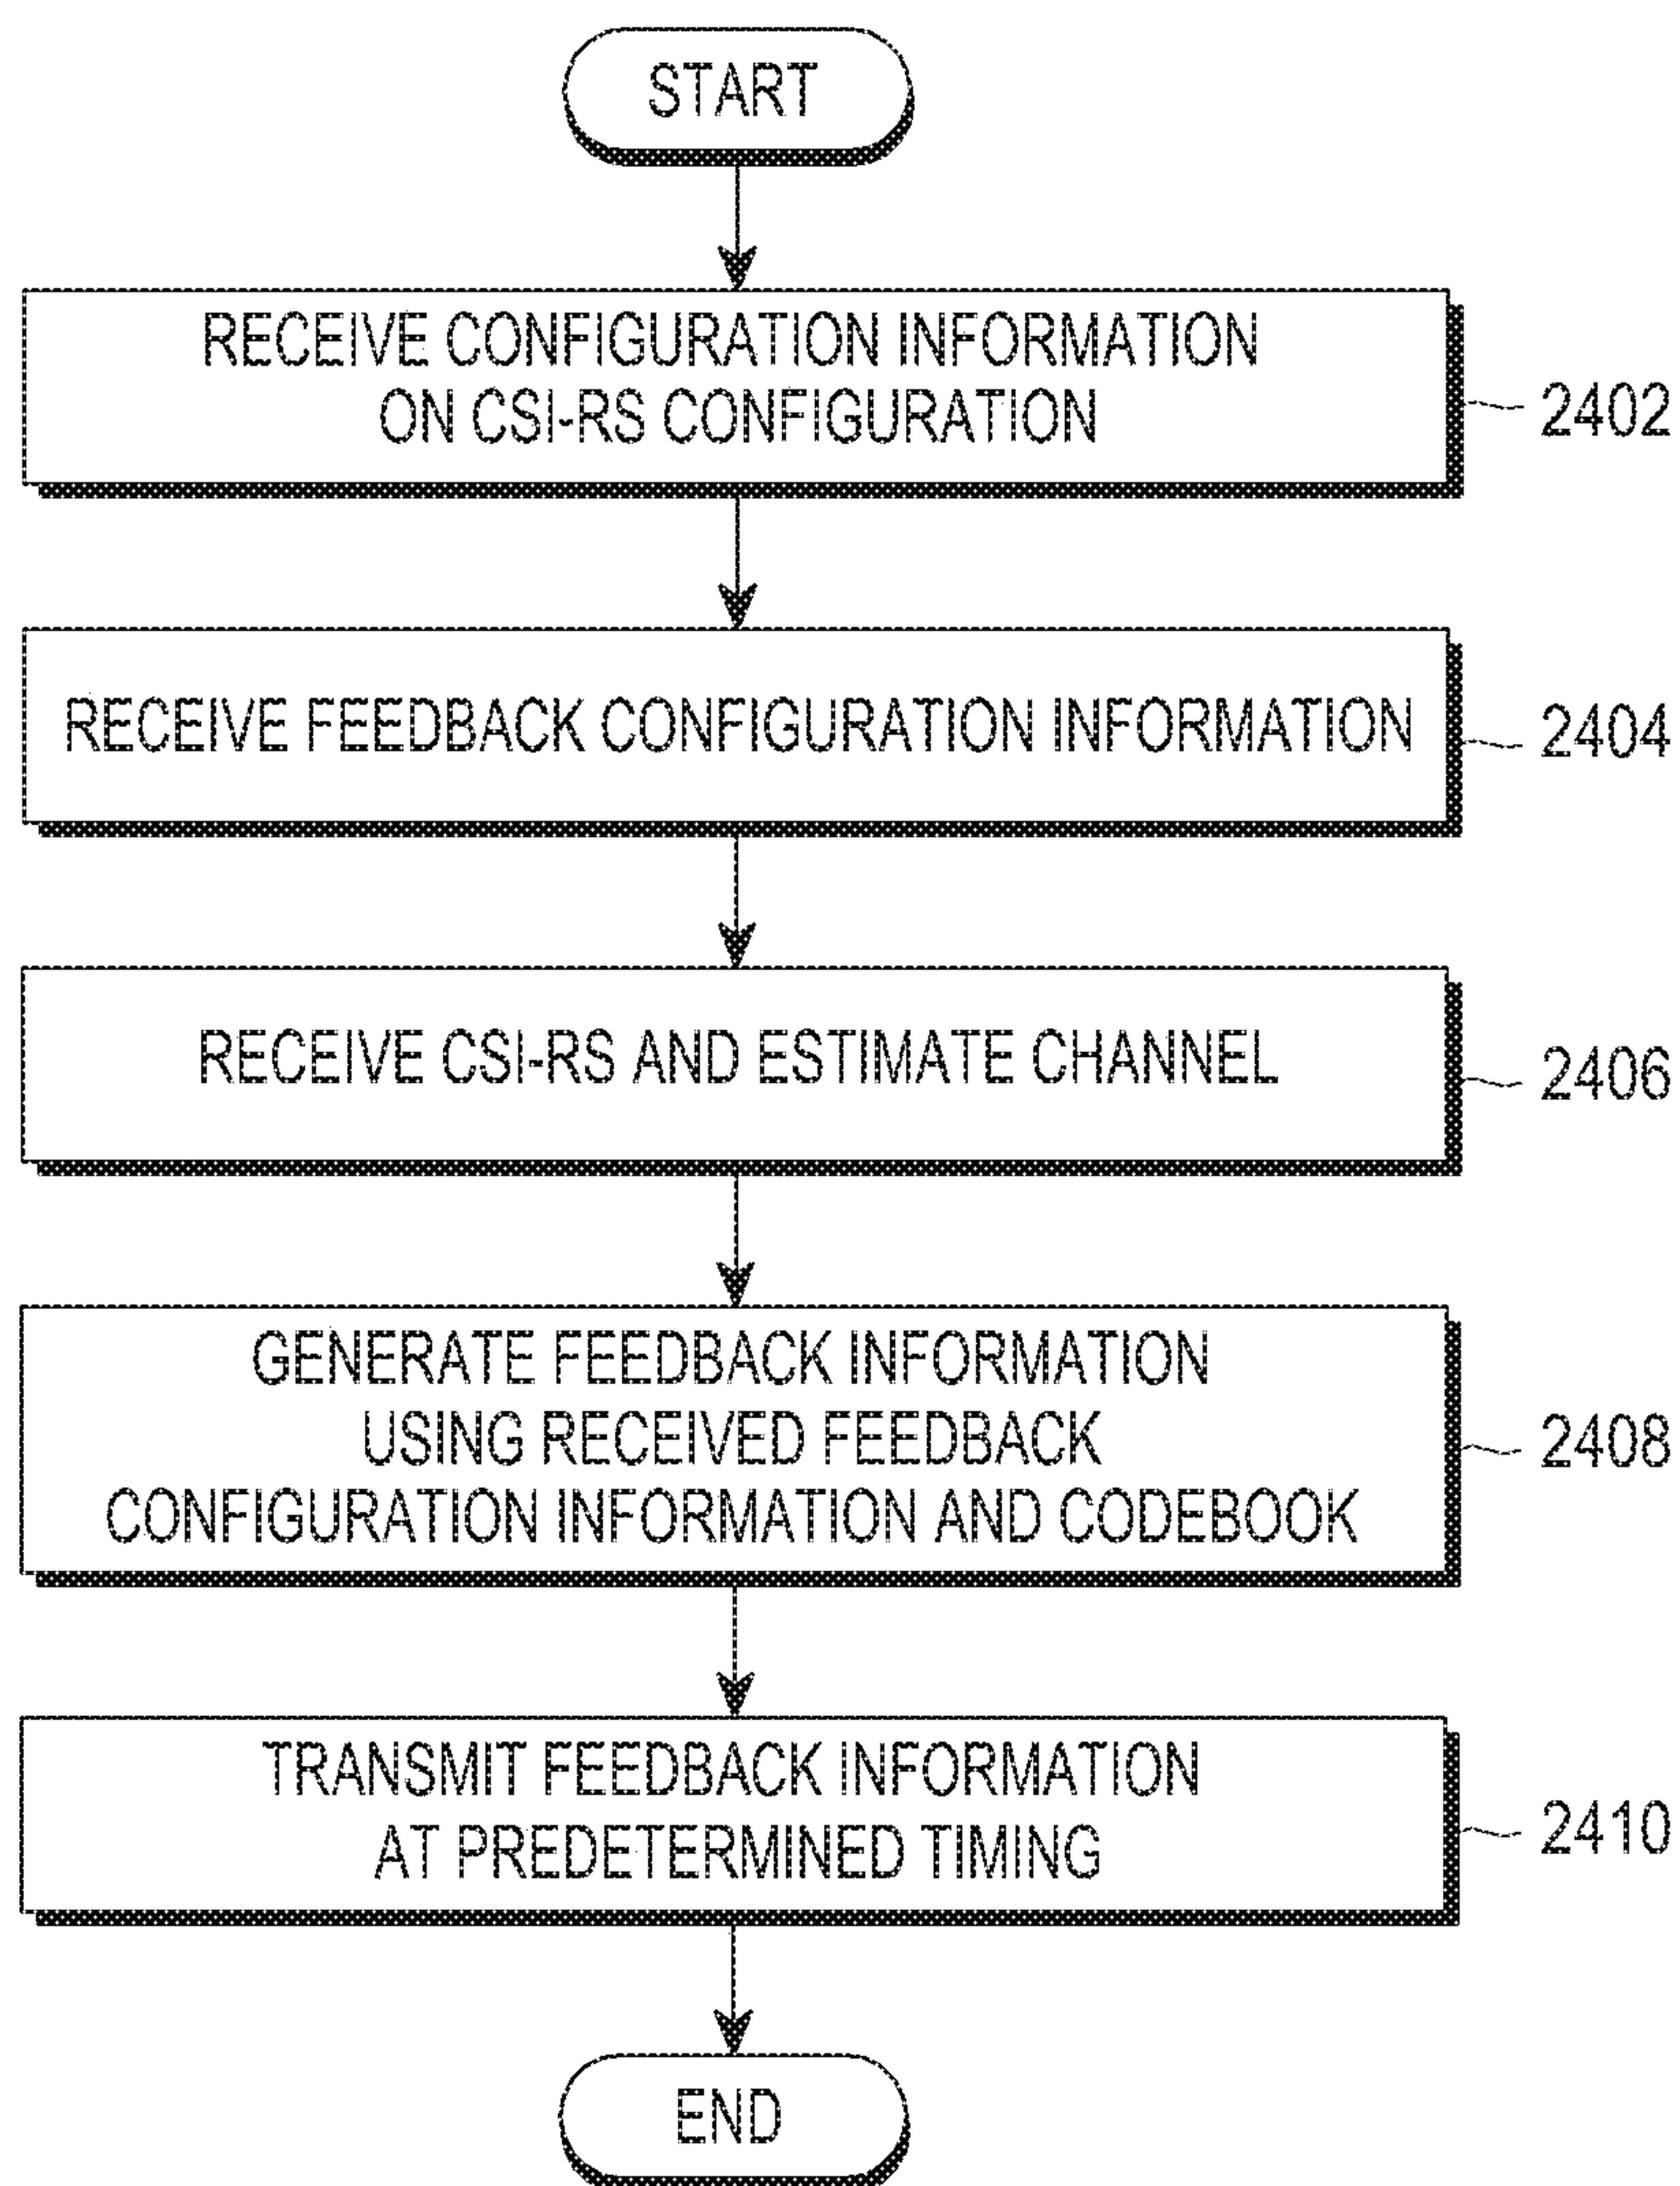 START
RECEIVE CONFIGURATION INFORMATION
ON CSI-RS CONFIGURATION
2402
RECEIVE FEEDBACK CONFIGURATION INFORMATION
2404
RECEIVE CSI-RS AND ESTIMATE CHANNEL
2406
GENERATE FEEDBACK INFORMATION
USING RECEIVED FEEDBACK
CONFIGURATION INFORMATION AND CODEBOOK
2408
TRANSMIT FEEDBACK INFORMATION
AT PREDETERMINED TIMING
2410
END